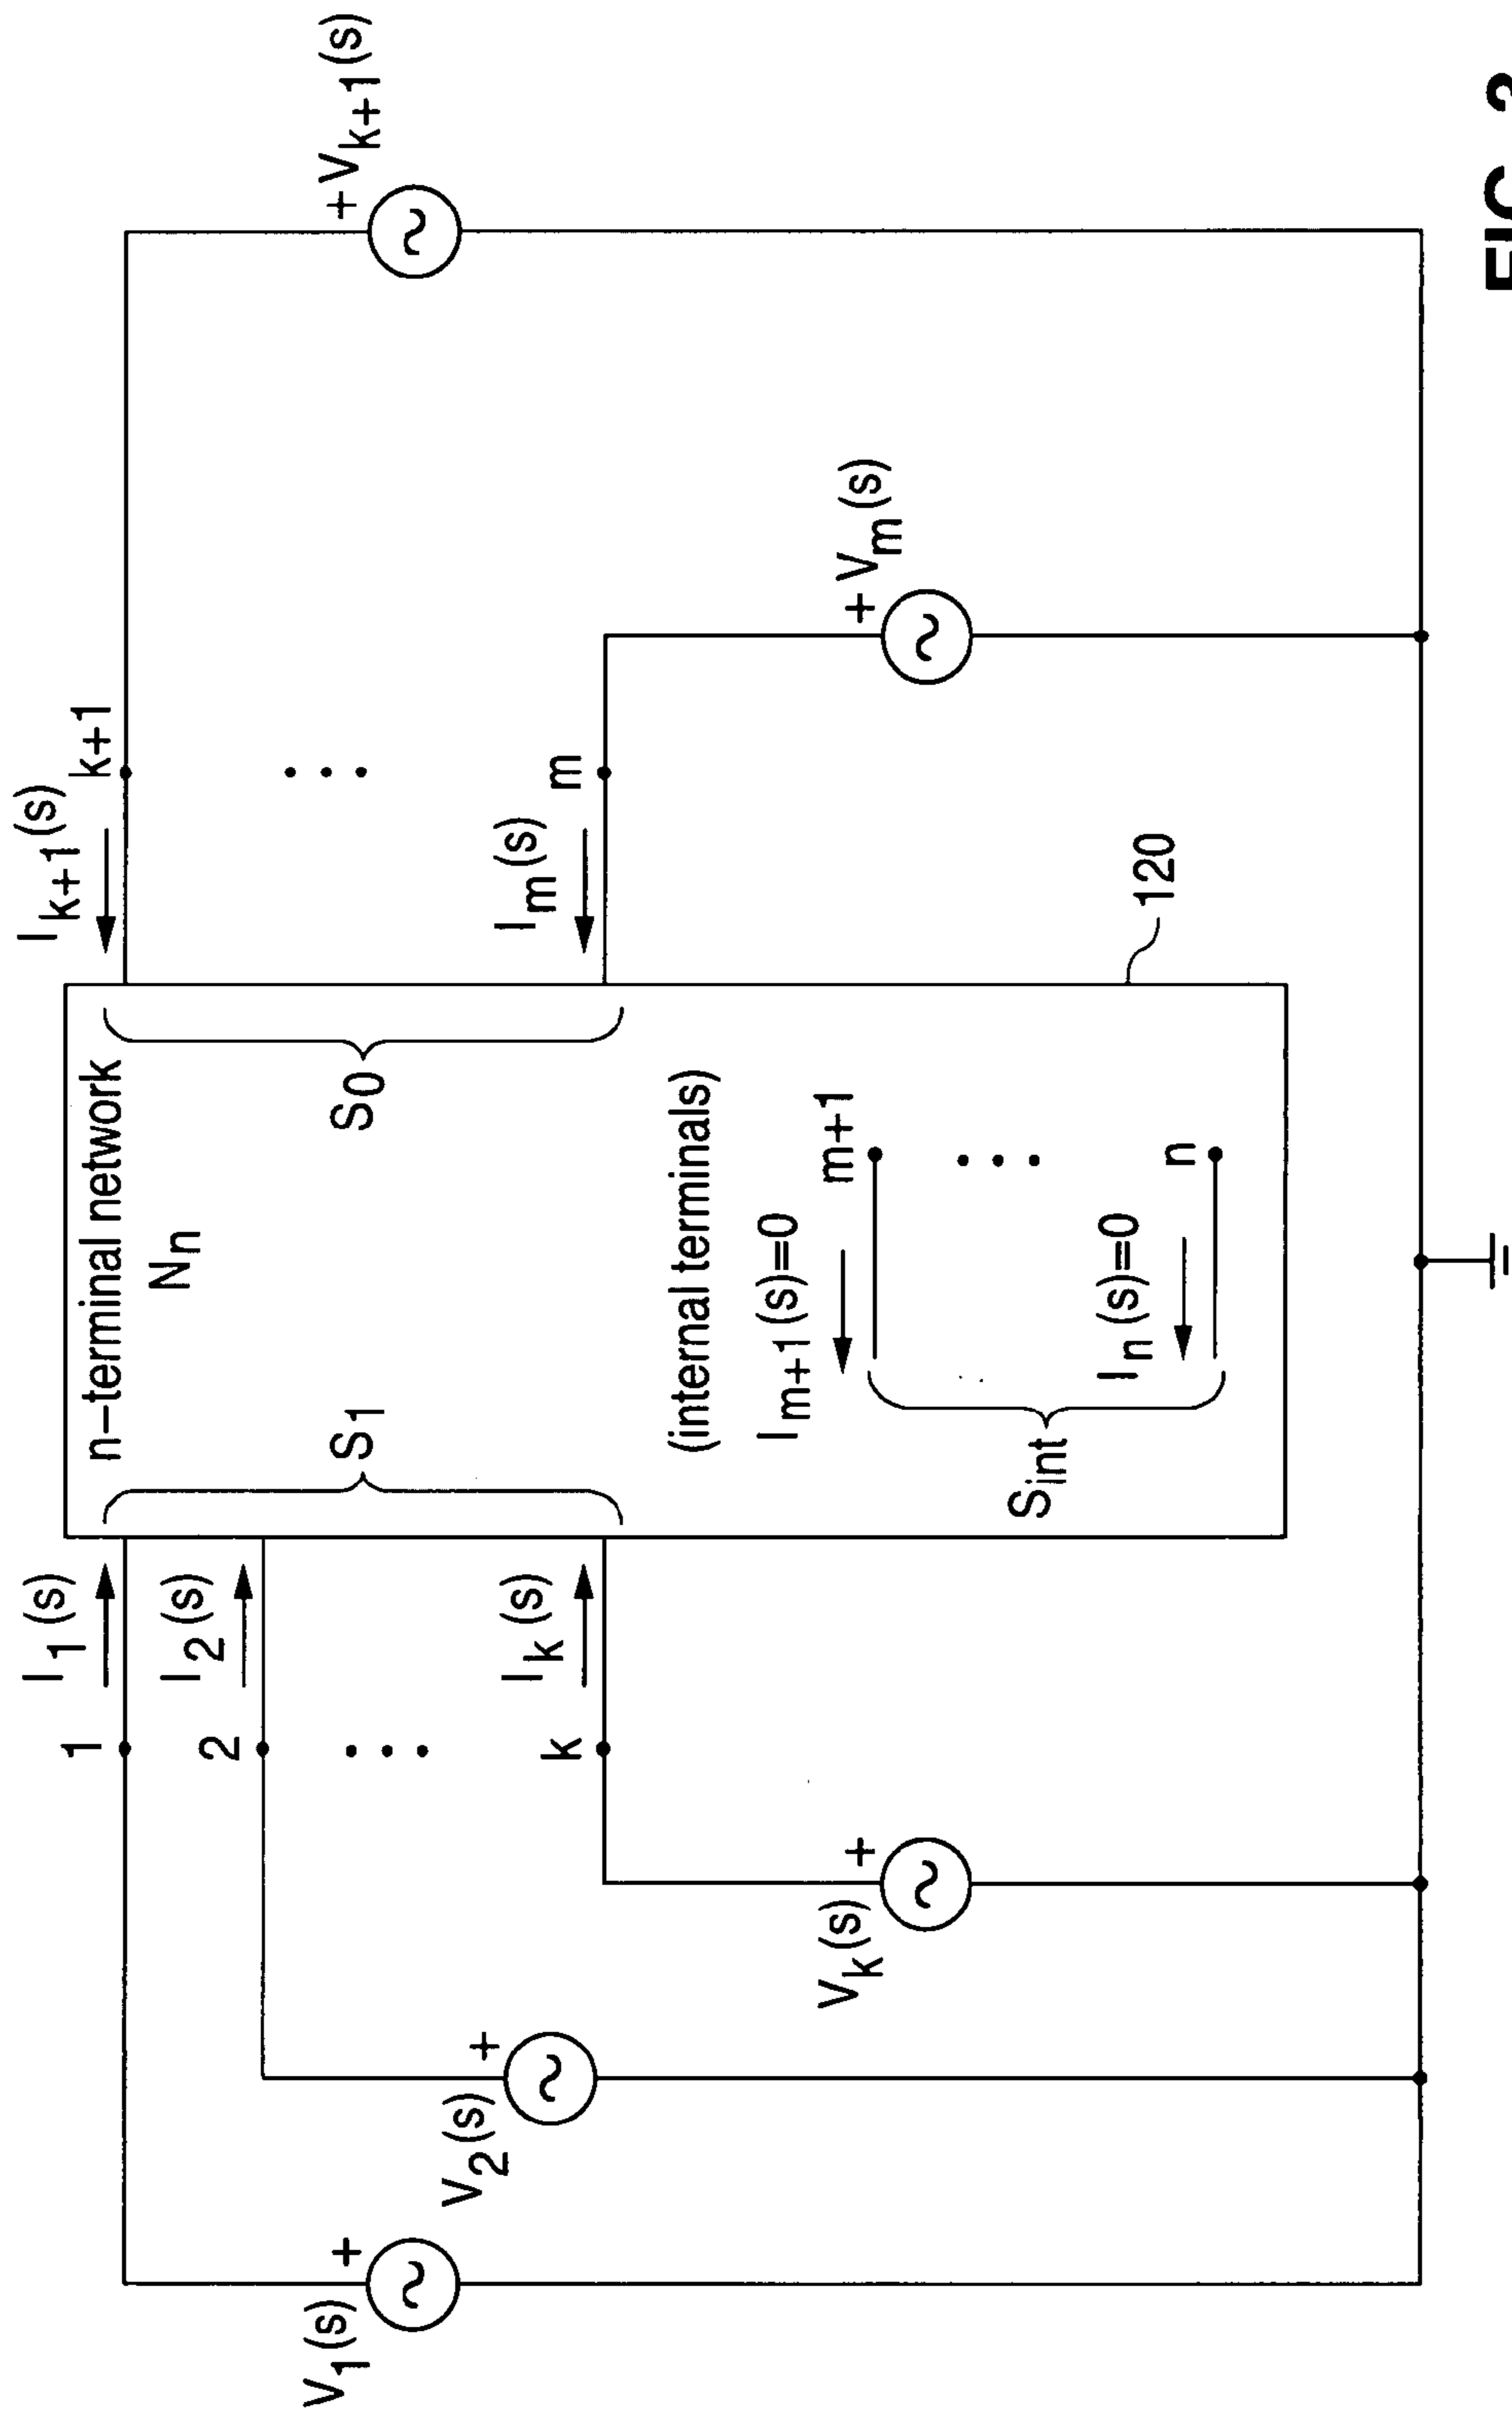 n-terminal network
Nn
S1
S0
(internal terminals)
Im+1(s)=0
m+1
In(s)=0
n
Sint
I1(s)
1
I2(s)
2
Ik(s)
k
V1(s)
+
V2(s)
+
Vk(s)
+
Ik+1(s)
k+1
Im(s)
m
+ Vk+1(s)
+ Vm(s)
120
FIG.